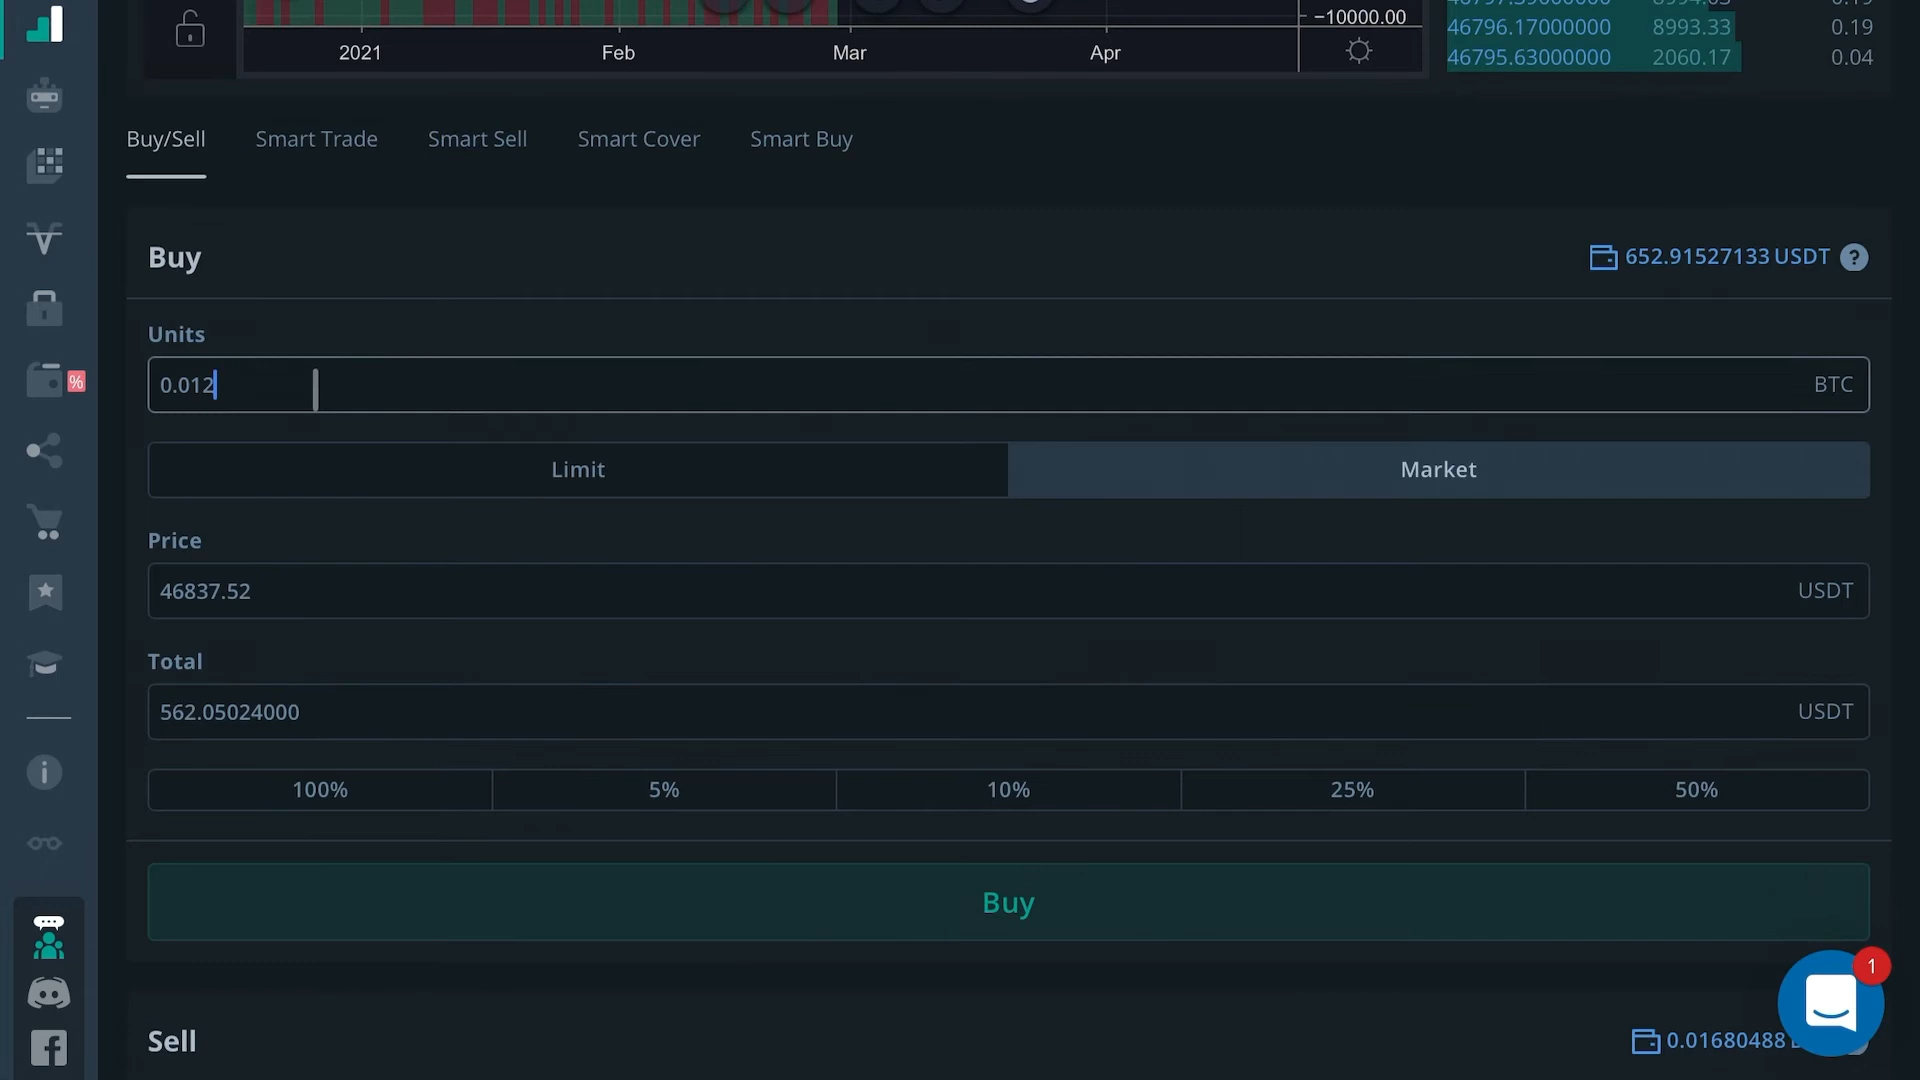 −10000.00
46796.17000000 8993.33 0.19
2021 Feb Mar Apr
46795.63000000 2060.17 0.04
Buy/Sell Smart Trade Smart Sell Smart Cover Smart Buy
Buy
652.91527133 USDT ?
Units
0.012 BTC
%
Limit Market
Price
46837.52 USDT
Total
562.05024000 USDT
100% 5% 10% 25% 50%
Buy
1
Sell
0.01680488